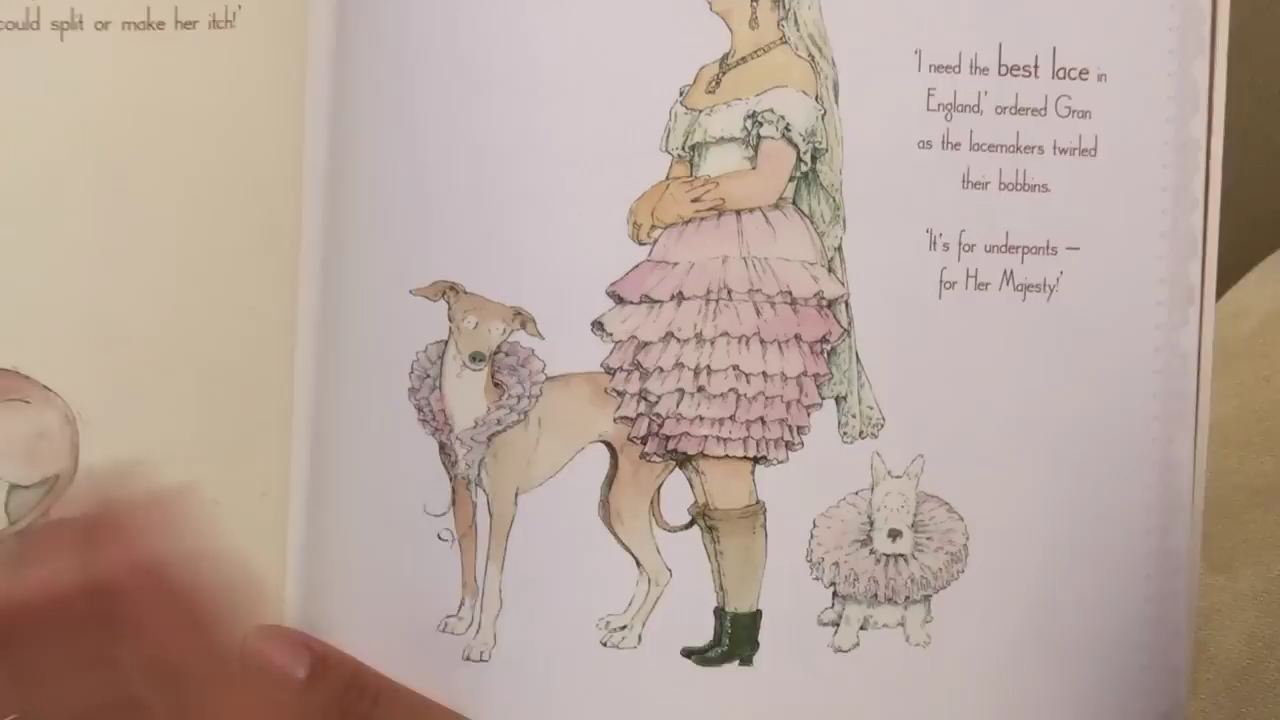 could split or make her itch!'
'I need the best lace in
England,' ordered Gran
as the lacemakers twirled
their bobbins.
'It's for underpants –
for Her Majesty!'